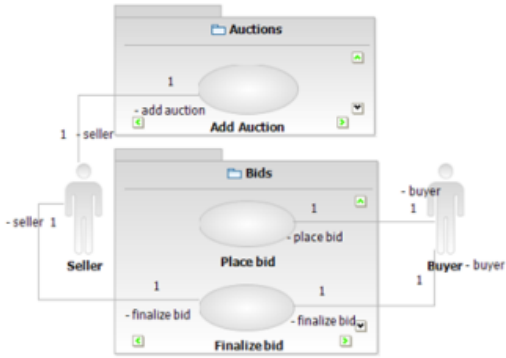 Auctions
1
- add auction
Add Auction
1 - seller
Bids
- buyer
1
1
- seller 1
- place bid
Seller
Place bid
Buyer - buyer
1
1
1
- finalize bid
- finalize bid
Finalize bid